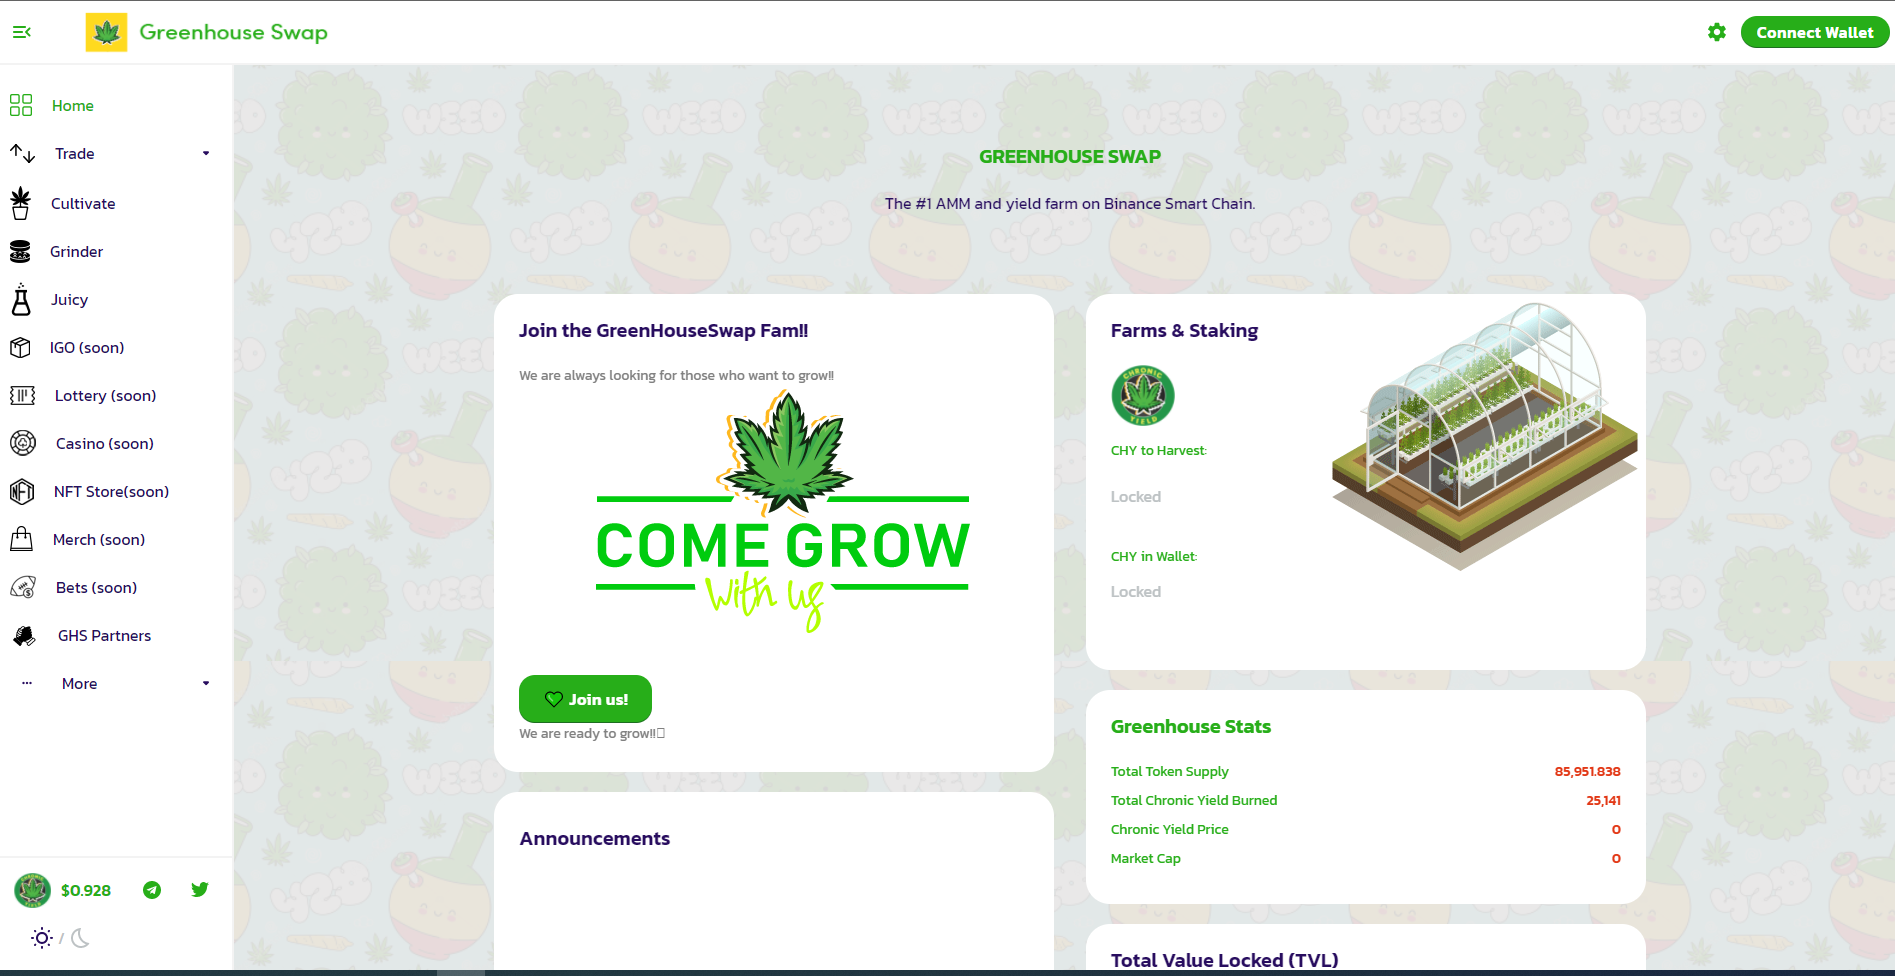 Greenhouse Swap
Connect Wallet
Home
Trade
Cultivate
Grinder
Juicy
IGO (soon)
Lottery (soon)
Casino (soon)
NFT Store(soon)
Merch (soon)
Bets (soon)
GHS Partners
More
$0.928
/
GREENHOUSE SWAP
The #1 AMM and yield farm on Binance Smart Chain.
Join the GreenHouseSwap Fam!!
We are always looking for those who want to grow!!
COME GROW
with us
Join us!
We are ready to grow!!
Announcements
Farms & Staking
CHRONIC
YIELD
CHY to Harvest:
Locked
CHY in Wallet:
Locked
Greenhouse Stats
Total Token Supply 85,951.838
Total Chronic Yield Burned 25,141
Chronic Yield Price 0
Market Cap 0
Total Value Locked (TVL)
WEED
420